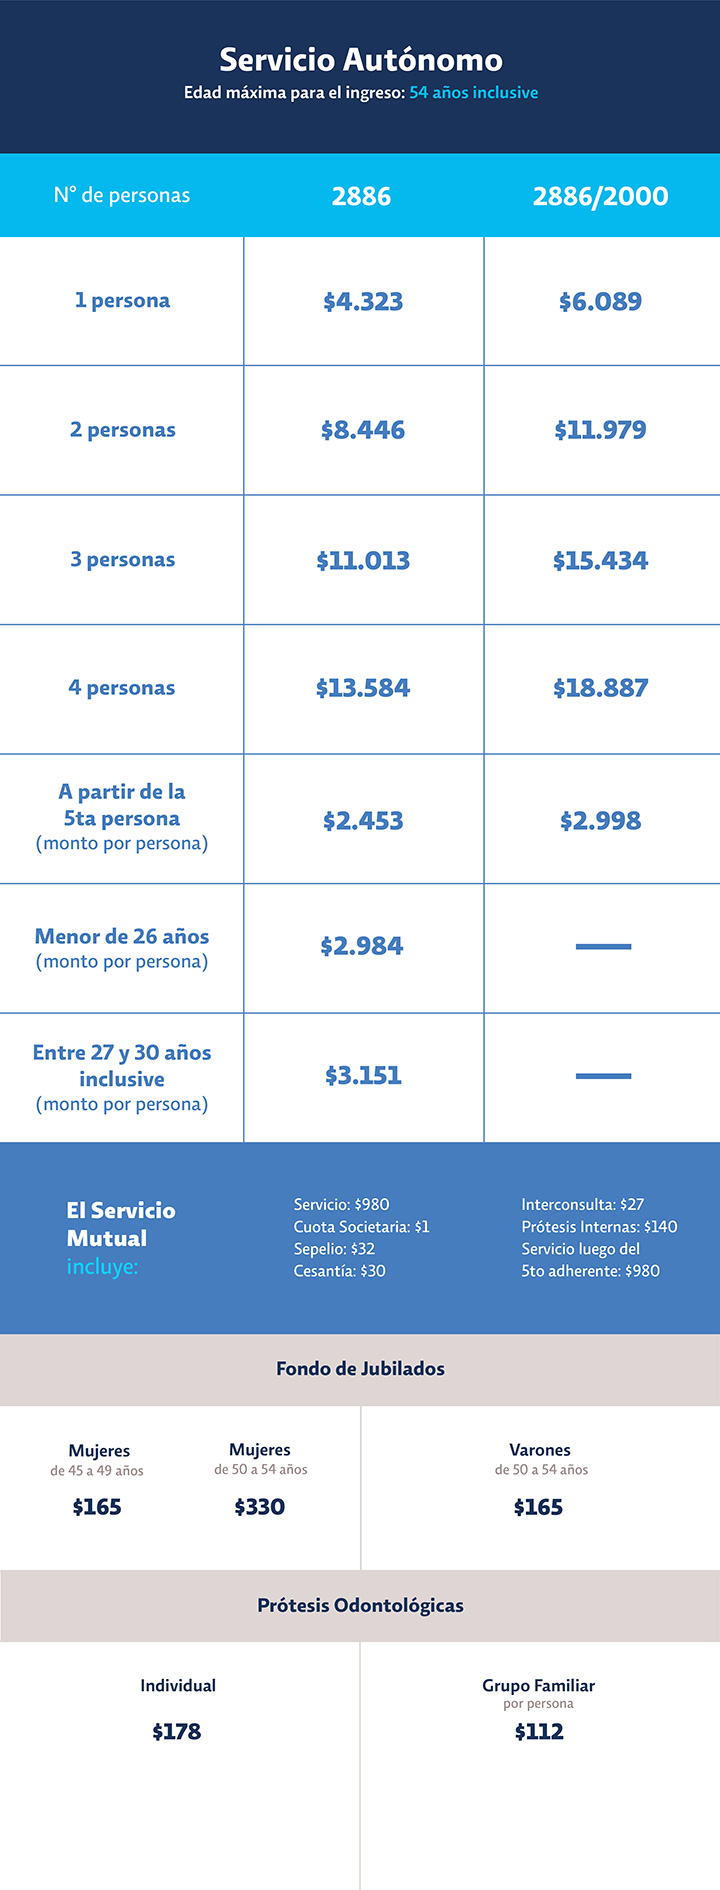 Servicio Autónomo
Edad máxima para el ingreso: 54 años inclusive
N° de personas 2886 2886/2000
1 persona $4.323 $6.089
2 personas $8.446 $11.979
3 personas $11.013 $15.434
4 personas $13.584 $18.887
A partir de la
5ta persona
(monto por persona)
$2.453 $2.998
Menor de 26 años
(monto por persona)
$2.984 —
Entre 27 y 30 años
inclusive
(monto por persona)
$3.151 —
El Servicio
Mutual
incluye:
Servicio: $980
Cuota Societaria: $1
Sepelio: $32
Cesantía: $30
Interconsulta: $27
Prótesis Internas: $140
Servicio luego del
5to adherente: $980
Fondo de Jubilados
Mujeres
de 45 a 49 años
$165
Mujeres
de 50 a 54 años
$330
Varones
de 50 a 54 años
$165
Prótesis Odontológicas
Individual
$178
Grupo Familiar
por persona
$112